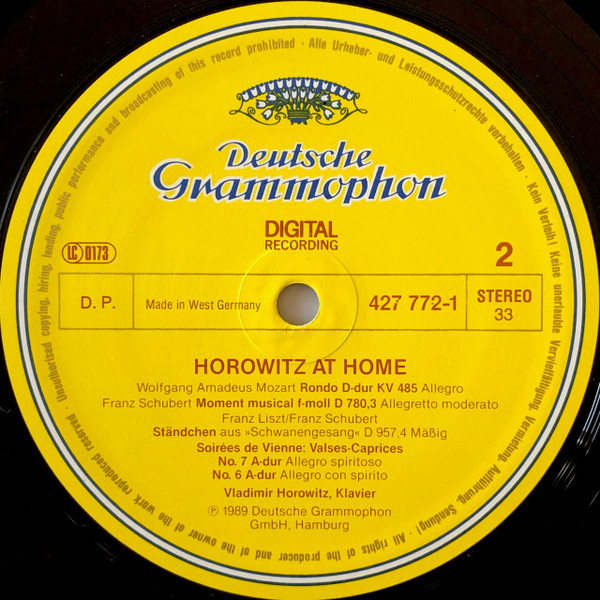 Deutsche
Grammophon
DIGITAL
RECORDING
LC 0173
2
D. P.
Made in West Germany
427 772-1
STEREO
33
HOROWITZ AT HOME
Wolfgang Amadeus Mozart Rondo D-dur KV 485 Allegro
Franz Schubert Moment musical f-moll D 780,3 Allegretto moderato
Franz Liszt/Franz Schubert
Ständchen aus »Schwanengesang« D 957,4 Mäßig
Soirées de Vienne: Valses-Caprices
No. 7 A-dur Allegro spiritoso
No. 6 A-dur Allegro con spirito
Vladimir Horowitz, Klavier
℗ 1989 Deutsche Grammophon
GmbH, Hamburg
Alle Urheber- und Leistungsschutzrechte vorbehalten · Kein Verleih! Keine unerlaubte Vervielfältigung, Vermietung, Aufführung, Sendung! · All rights of the producer and of the owner of the work reproduced reserved · Unauthorised copying, hiring, lending, public performance and broadcasting of this record prohibited ·